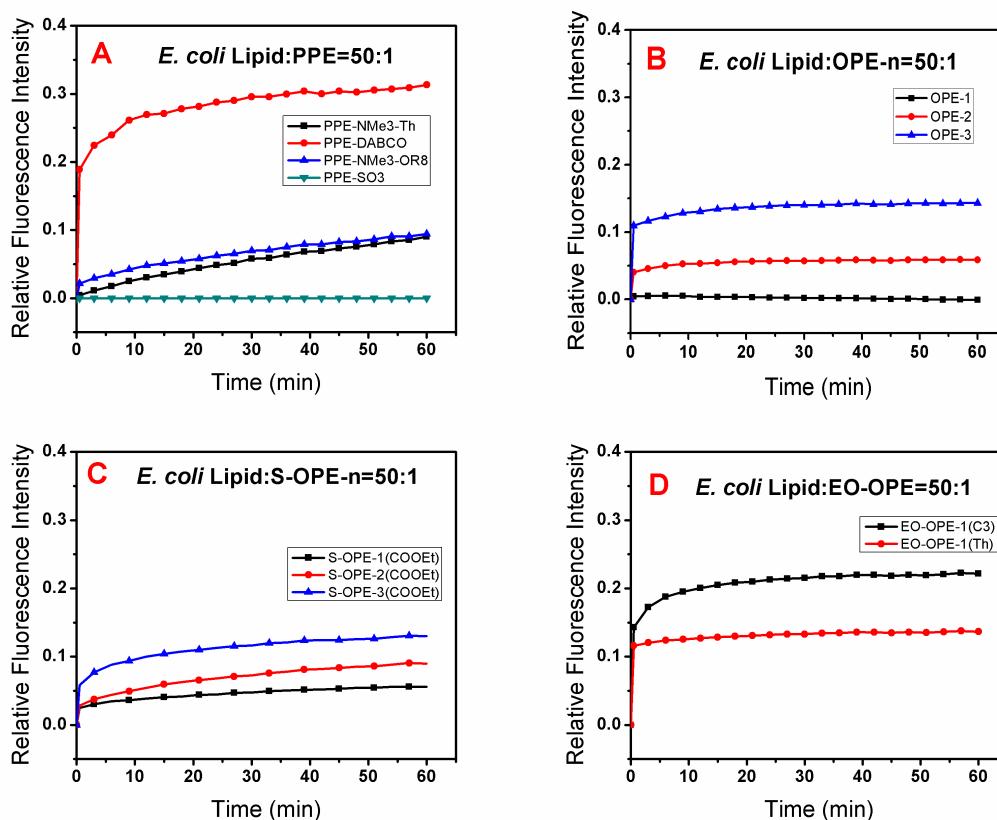 A
E. coli Lipid:PPE=50:1
PPE-NMe3-Th
PPE-DABCO
PPE-NMe3-OR8
PPE-SO3
Relative Fluorescence Intensity
0.4
0.3
0.2
0.1
0.0
0 10 20 30 40 50 60
Time (min)
B
E. coli Lipid:OPE-n=50:1
OPE-1
OPE-2
OPE-3
Relative Fluorescence Intensity
0.4
0.3
0.2
0.1
0.0
0 10 20 30 40 50 60
Time (min)
C
E. coli Lipid:S-OPE-n=50:1
S-OPE-1(COOEt)
S-OPE-2(COOEt)
S-OPE-3(COOEt)
Relative Fluorescence Intensity
0.4
0.3
0.2
0.1
0.0
0 10 20 30 40 50 60
Time (min)
D
E. coli Lipid:EO-OPE=50:1
EO-OPE-1(C3)
EO-OPE-1(Th)
Relative Fluorescence Intensity
0.4
0.3
0.2
0.1
0.0
0 10 20 30 40 50 60
Time (min)